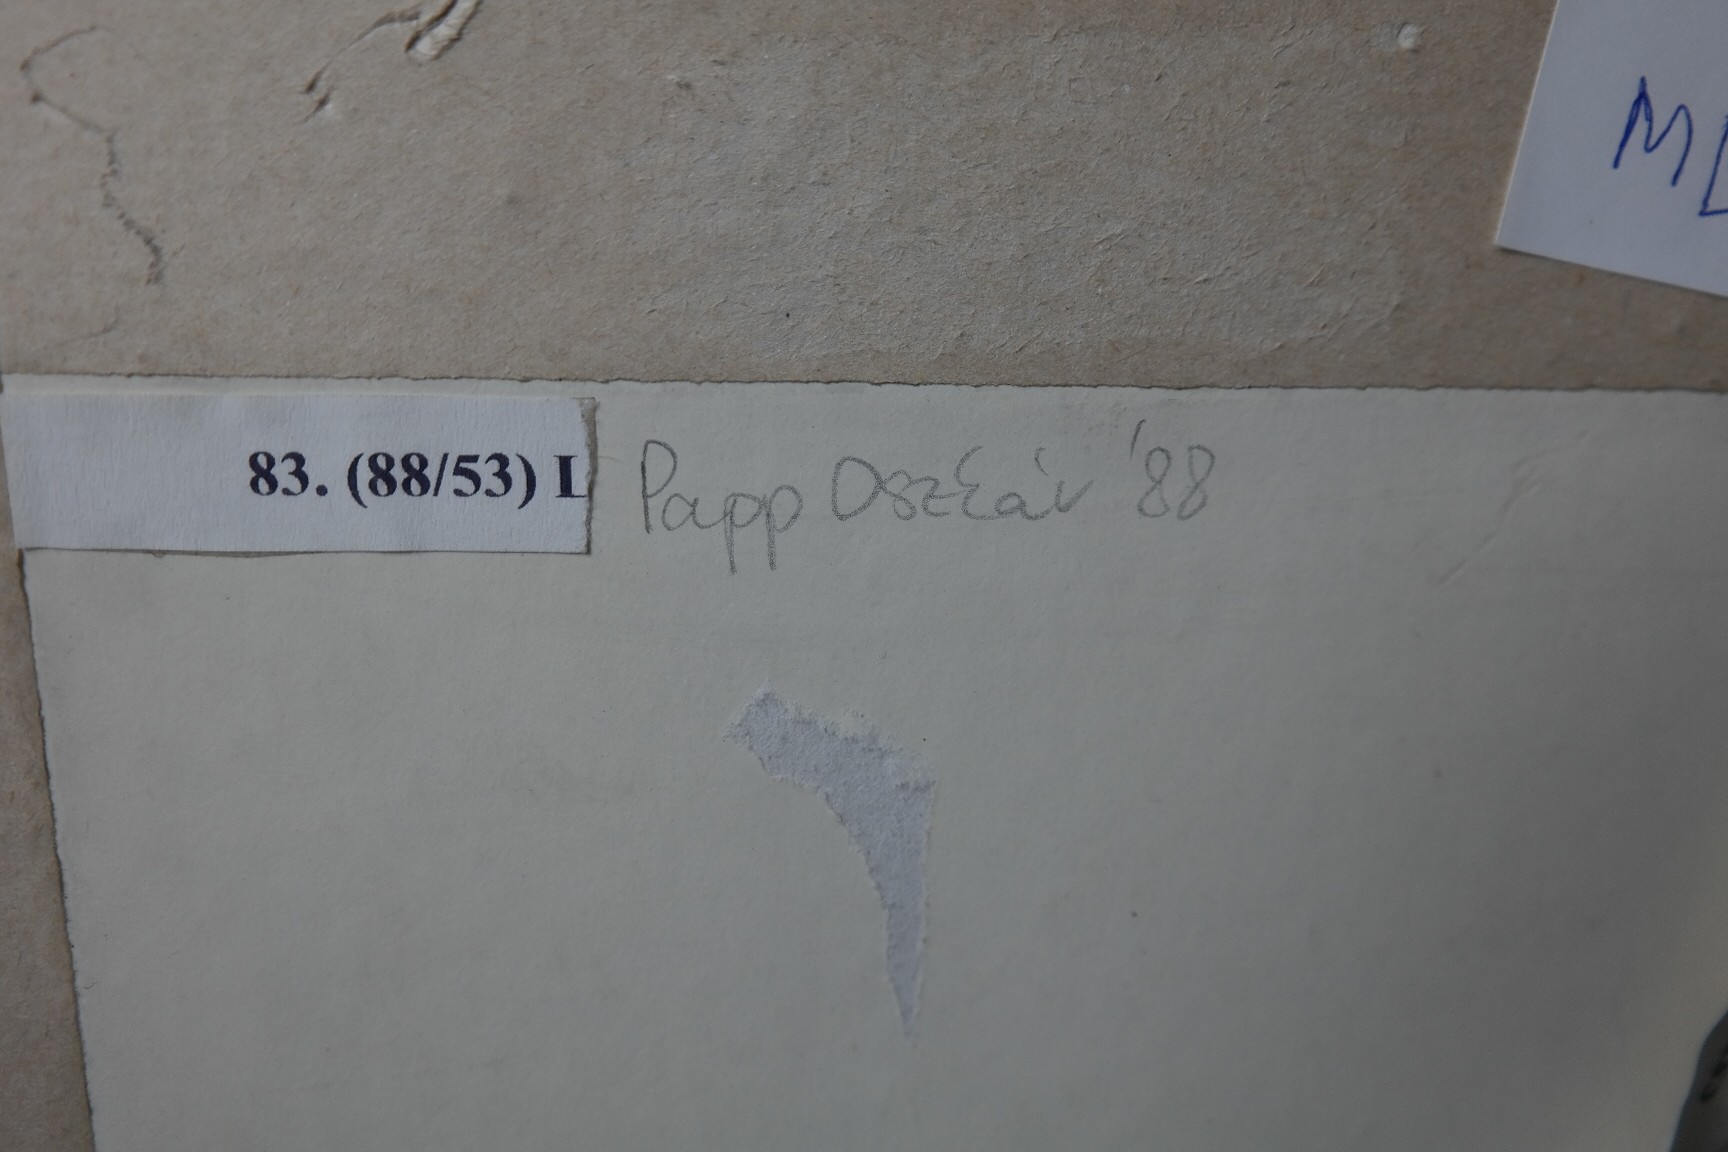 83. (88/53) L
Papp Oszkár '88